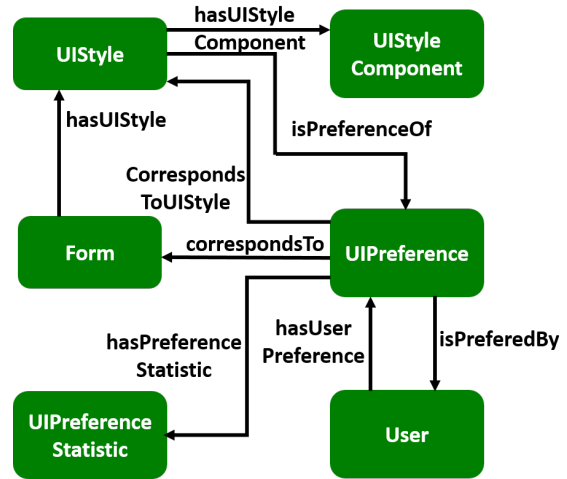 hasUIStyle
Component
UIStyle
UIStyle
Component
hasUIStyle
isPreferenceOf
Corresponds
ToUIStyle
Form
correspondsTo
UIPreference
hasPreference
Statistic
hasUser
Preference
isPreferedBy
UIPreference
Statistic
User